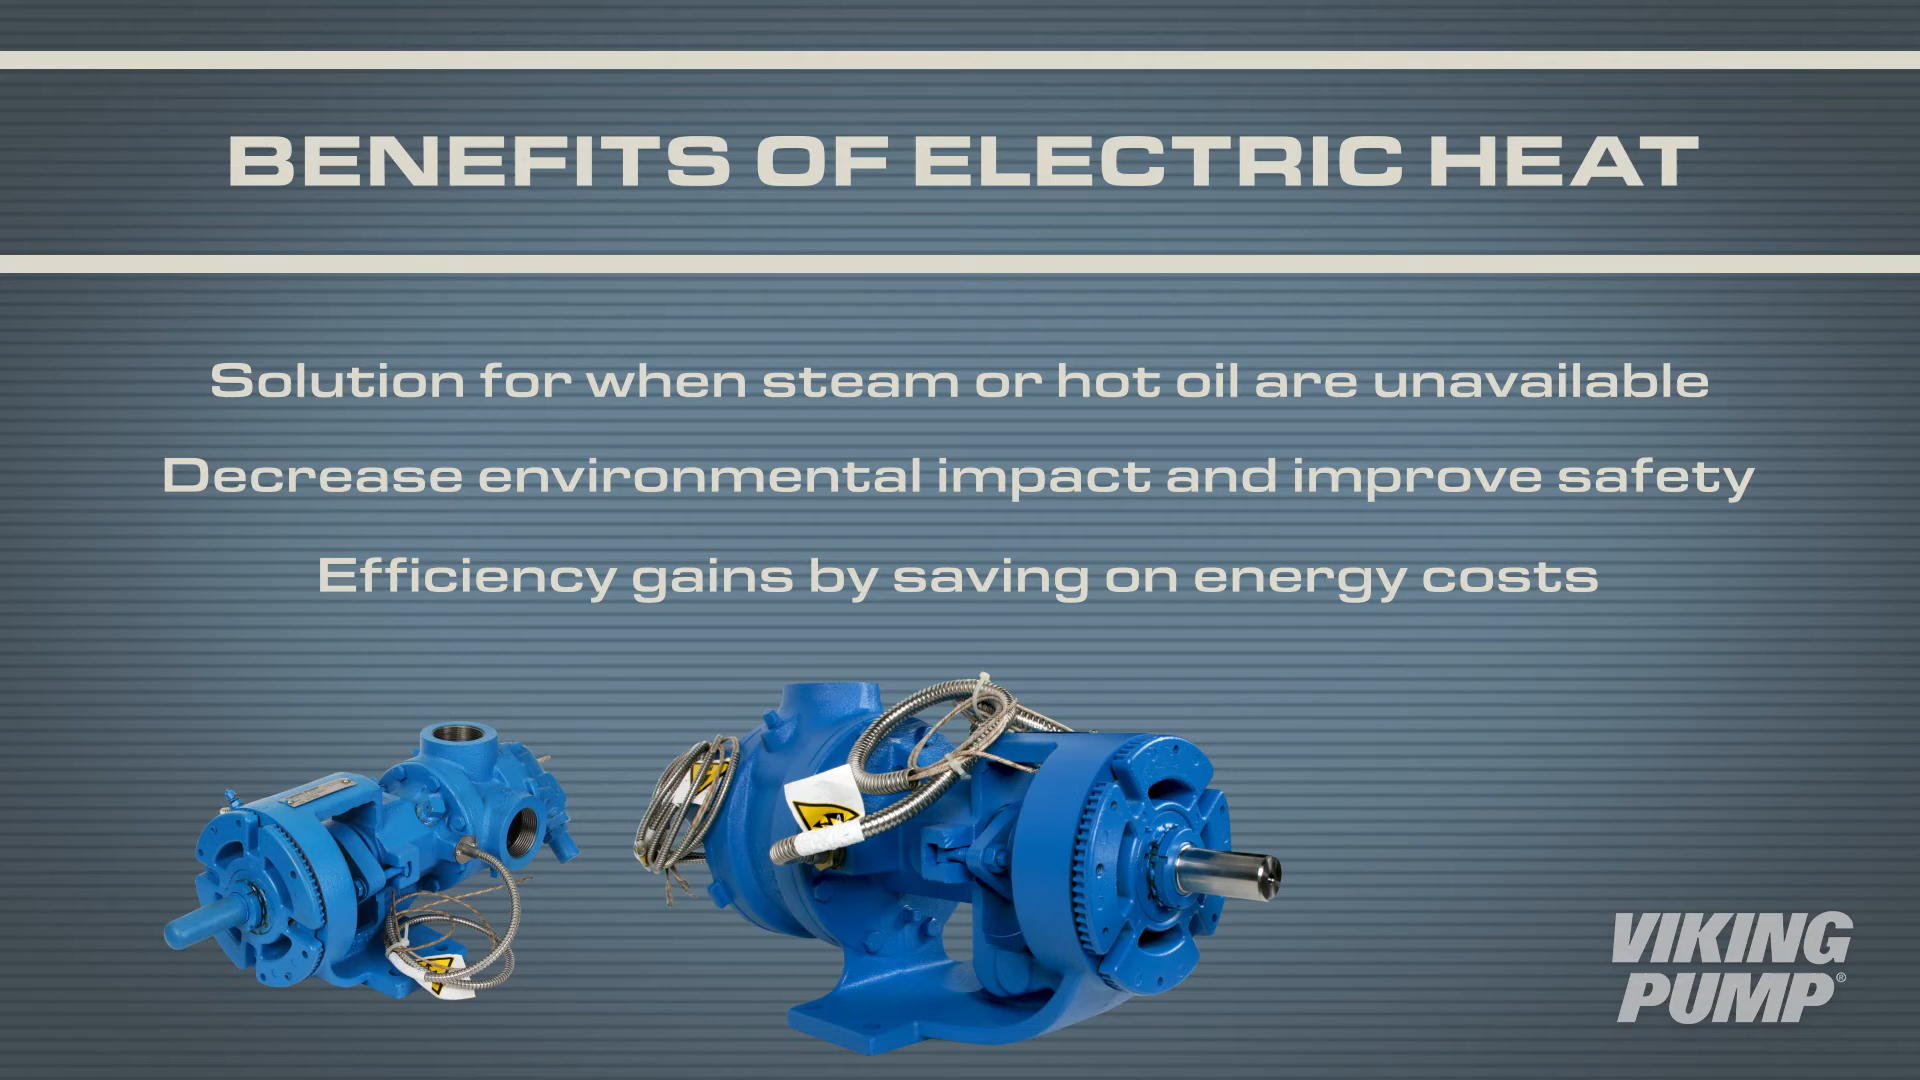 BENEFITS OF ELECTRIC HEAT
Solution for when steam or hot oil are unavailable
Decrease environmental impact and improve safety
Efficiency gains by saving on energy costs
VIKING
PUMP®